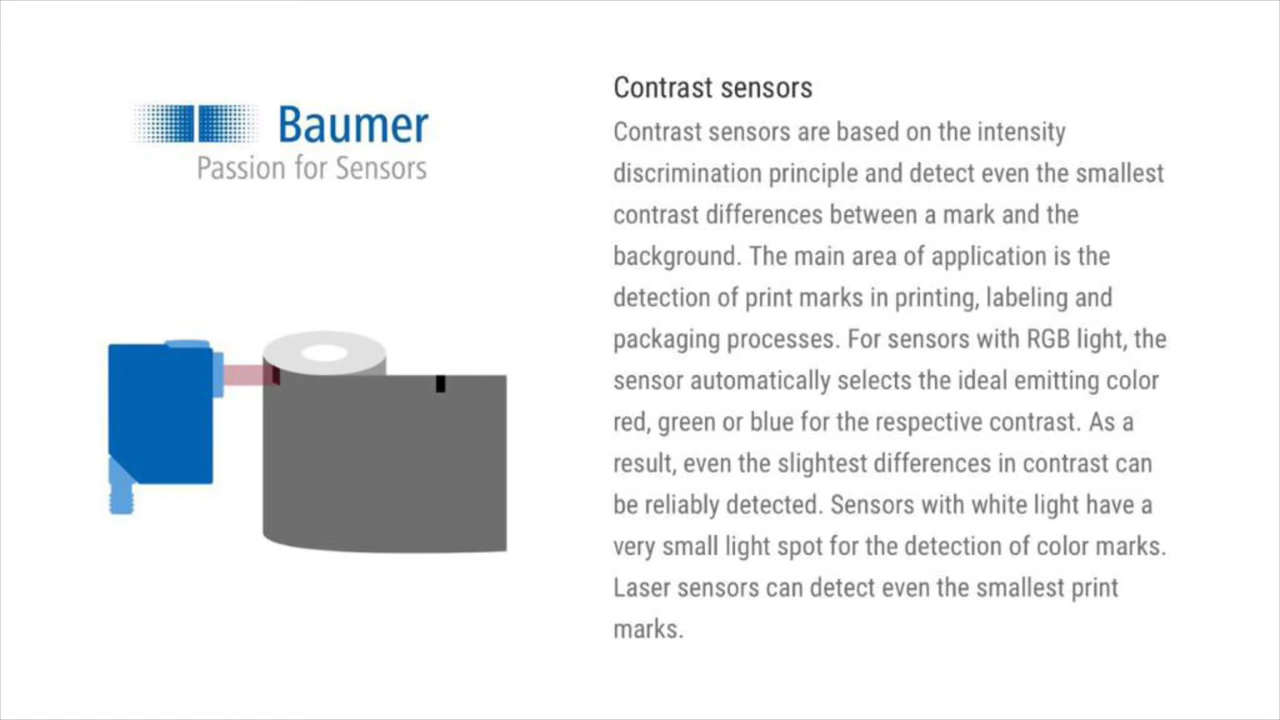 Baumer
Passion for Sensors
Contrast sensors
Contrast sensors are based on the intensity
discrimination principle and detect even the smallest
contrast differences between a mark and the
background. The main area of application is the
detection of print marks in printing, labeling and
packaging processes. For sensors with RGB light, the
sensor automatically selects the ideal emitting color
red, green or blue for the respective contrast. As a
result, even the slightest differences in contrast can
be reliably detected. Sensors with white light have a
very small light spot for the detection of color marks.
Laser sensors can detect even the smallest print
marks.